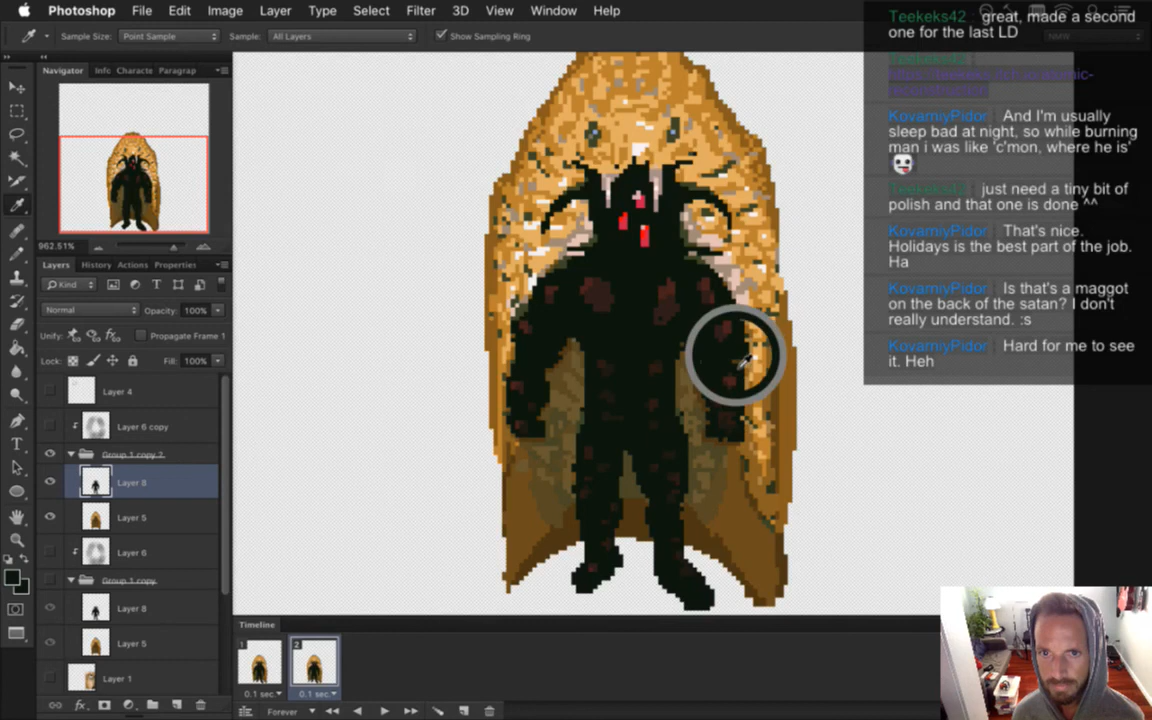 Photoshop File Edit Image Layer Type Select Filter 3D View Window Help
Sample Size: Point Sample Sample: All Layers Show Sampling Ring
Navigator Info Characte Paragrap
962.51%
Layers History Actions Properties
Kind
Normal Opacity: 100%
Unify: Propagate Frame 1
Lock: Fill: 100%
Layer 4
Layer 6 copy
Group 1 copy 2
Layer 8
Layer 5
Layer 6
Group 1 copy
Layer 8
Layer 5
Layer 1
Timeline
1 2
0.1 sec. 0.1 sec.
Forever
Teekeks42 : great, made a second
one for the last LD
KovarniyPidor : And I'm usually
sleep bad at night, so while burning
man i was like 'c'mon, where he is'
Teekeks42 : just need a tiny bit of
polish and that one is done ^^
KovarniyPidor : That's nice.
Holidays is the best part of the job.
Ha
KovarniyPidor : Is that's a maggot
on the back of the satan? I don't
really understand. :s
KovarniyPidor : Hard for me to see
it. Heh